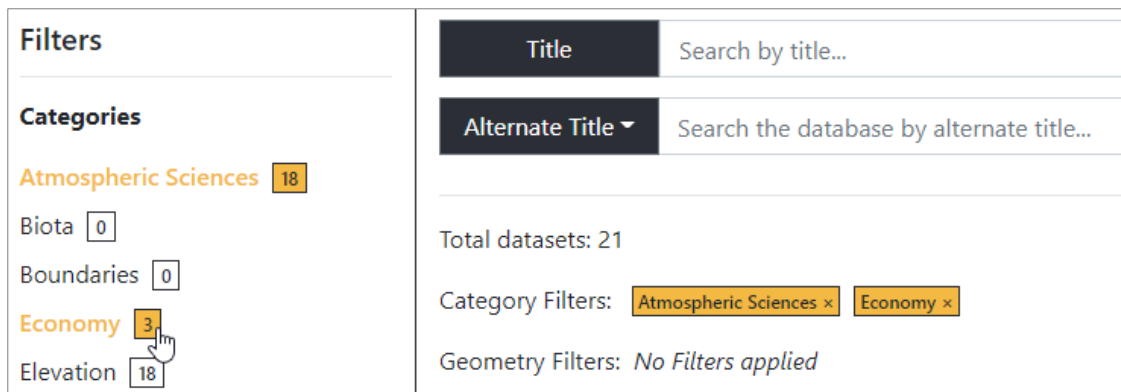 Filters
Categories
Atmospheric Sciences 18
Biota 0
Boundaries 0
Economy 3
Elevation 18
Title Search by title...
Alternate Title Search the database by alternate title...
Total datasets: 21
Category Filters: Atmospheric Sciences × Economy ×
Geometry Filters: No Filters applied